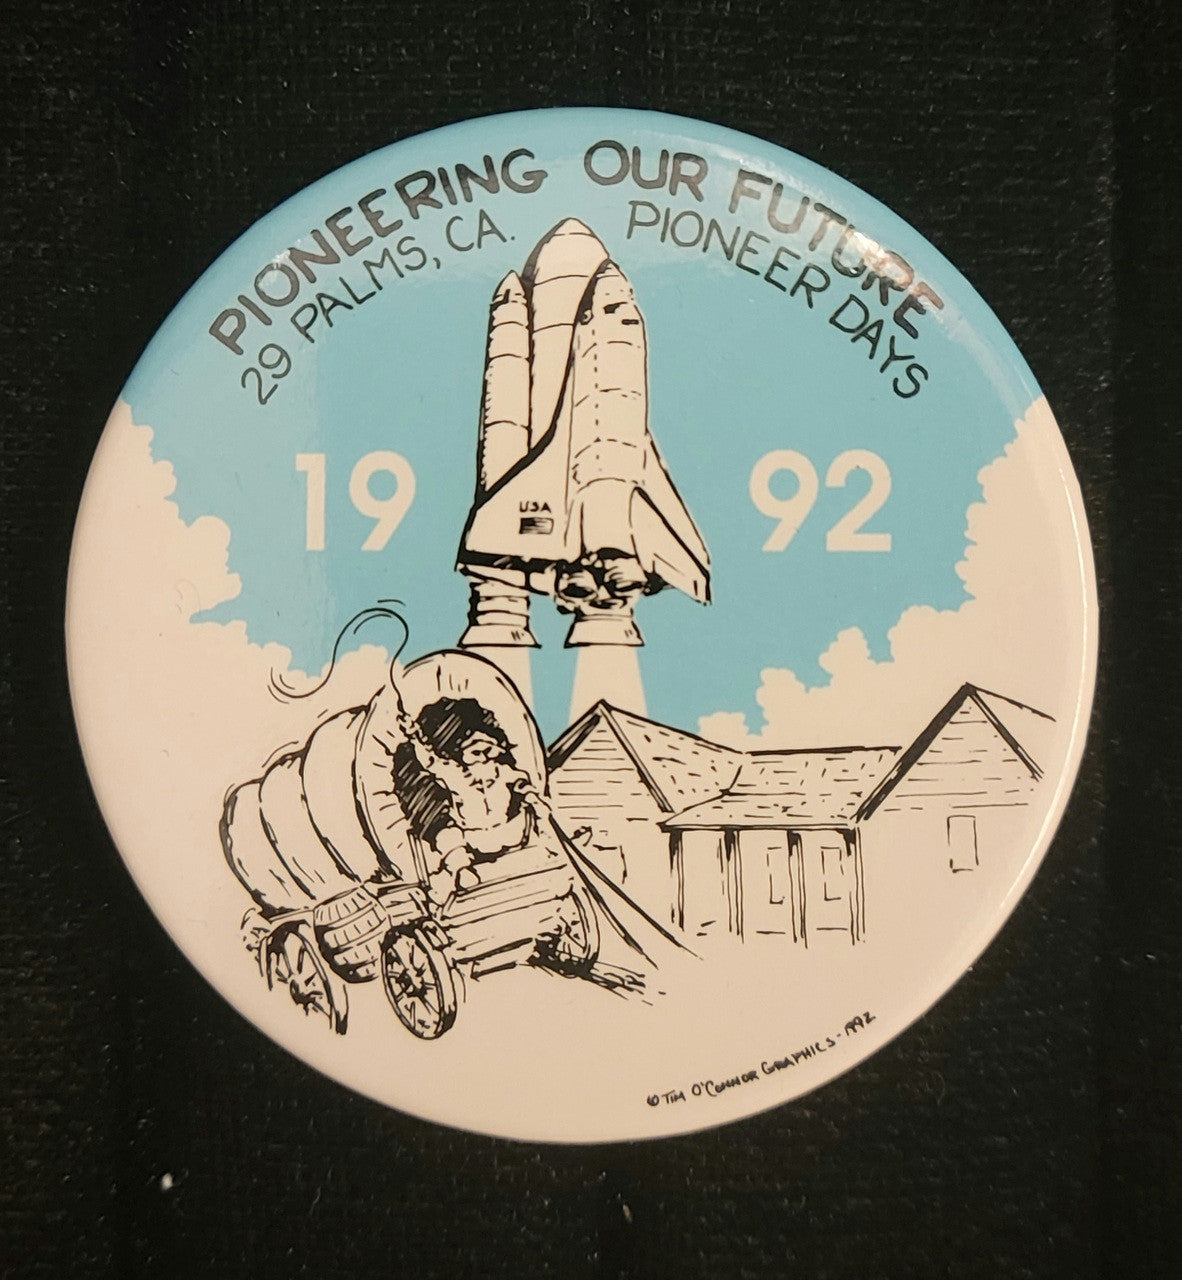 PIONEERING OUR FUTURE
29 PALMS, CA. PIONEER DAYS
19 92
USA
© TIM O'CONNOR GRAPHICS - 1992